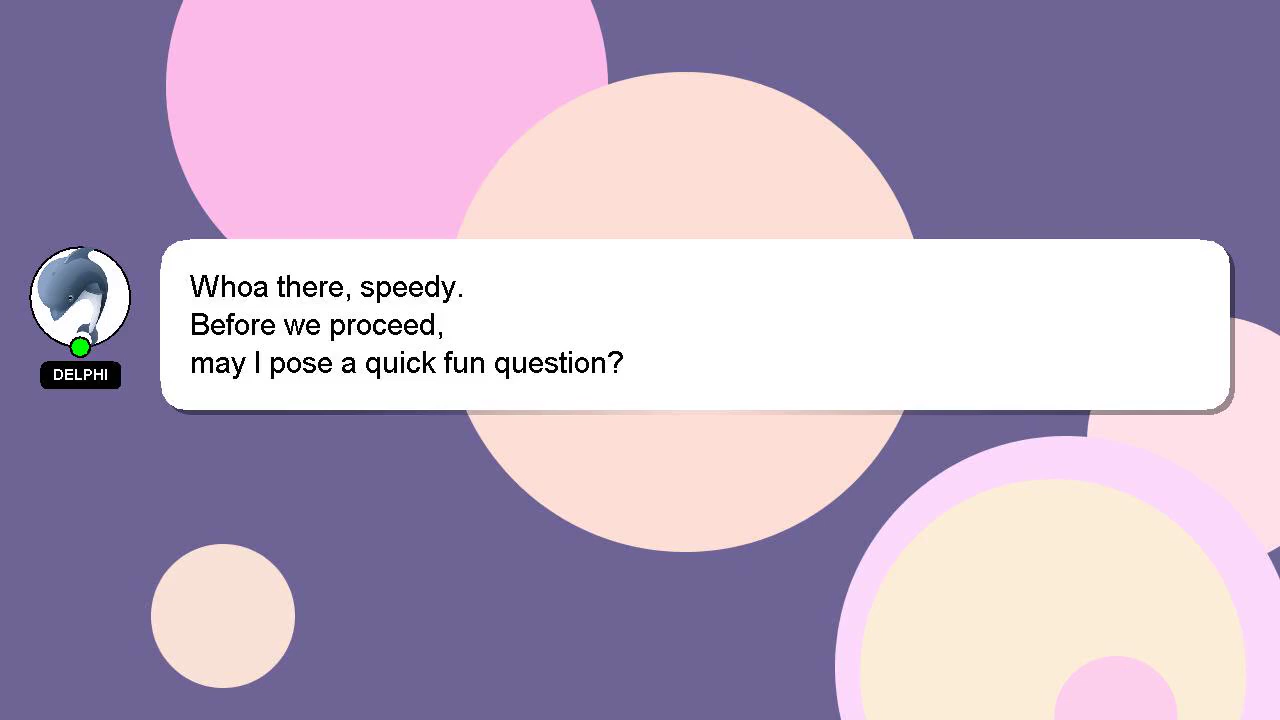 Whoa there, speedy.
Before we proceed,
may I pose a quick fun question?
DELPHI